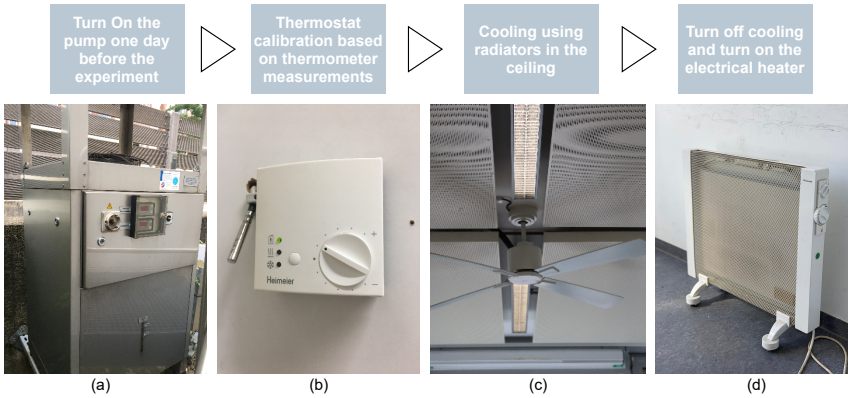 Turn On the
pump one day
before the
experiment
Thermostat
calibration based
on thermometer
measurements
Cooling using
radiators in the
ceiling
Turn off cooling
and turn on the
electrical heater
+
-
Heimeier
(a)
(b)
(c)
(d)